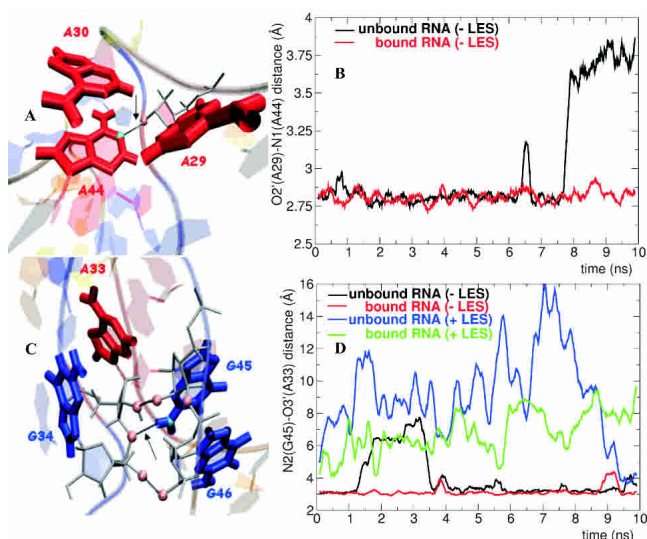 A30
A
A29
A44
A33
C
G45
G34
G46
B
unbound RNA (- LES)
bound RNA (- LES)
O2'(A29)-N1(A44) distance (Å)
4
3.75
3.5
3.25
3
2.75
2.5
0 1 2 3 4 5 6 7 8 9 10
time (ns)
D
unbound RNA (- LES)
bound RNA (- LES)
unbound RNA (+ LES)
bound RNA (+ LES)
N2(G45)-O3'(A33) distance (Å)
16
14
12
10
8
6
4
2
0 1 2 3 4 5 6 7 8 9 10
time (ns)